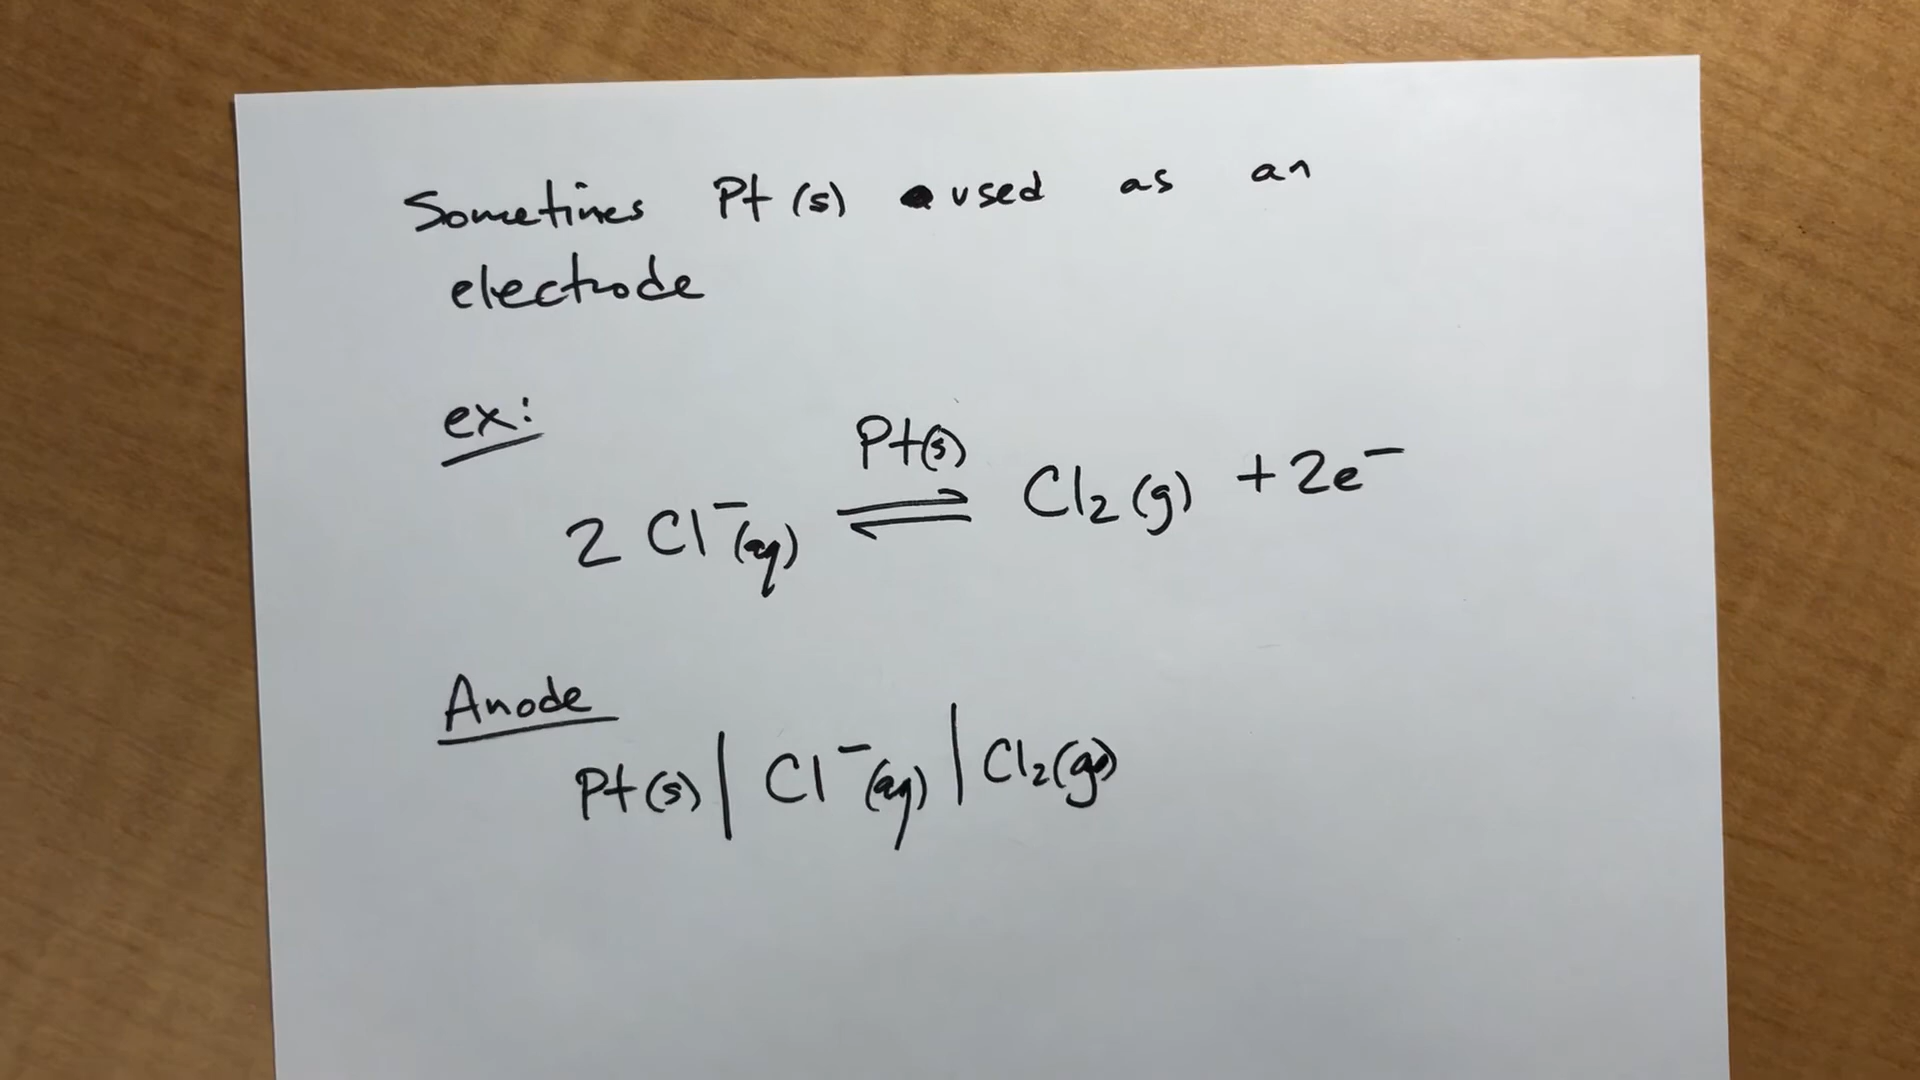 Sometimes Pt (s) used as an
electrode
ex:
Pt(s)
2 Cl⁻(aq) ⇌ Cl₂(g) + 2e⁻
Anode
Pt(s) | Cl⁻(aq) | Cl₂(g)